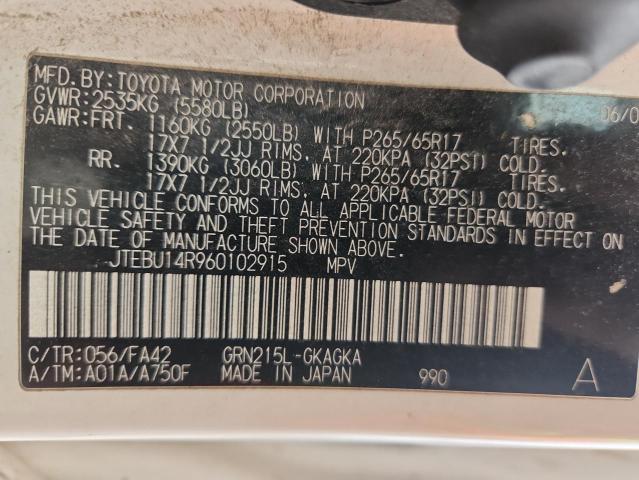 MFD. BY: TOYOTA MOTOR CORPORATION 06/0
GVWR: 2535KG (5580LB)
GAWR: FRT. 1160KG (2550LB) WITH P265/65R17 TIRES.
17X7 1/2JJ RIMS, AT 220KPA (32PSI) COLD.
RR. 1390KG (3060LB) WITH P265/65R17 TIRES.
17X7 1/2JJ RIMS, AT 220KPA (32PSI) COLD.
THIS VEHICLE CONFORMS TO ALL APPLICABLE FEDERAL MOTOR
VEHICLE SAFETY AND THEFT PREVENTION STANDARDS IN EFFECT ON
THE DATE OF MANUFACTURE SHOWN ABOVE.
JTEBU14R960102915 MPV
C/TR: 056/FA42 GRN215L-GKAGKA
A/TM: A01A/A750F MADE IN JAPAN 990 A